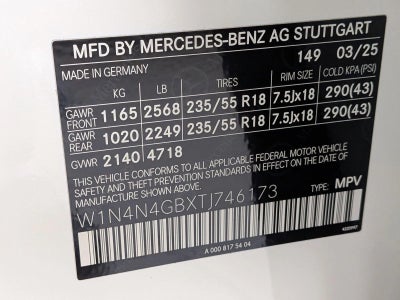 MFD BY MERCEDES-BENZ AG STUTTGART
149 03/25
MADE IN GERMANY
KG LB TIRES RIM SIZE COLD KPA(PSI)
GAWR FRONT 1165 2568 235/55 R18 7.5Jx18 290(43)
GAWR REAR 1020 2249 235/55 R18 7.5Jx18 290(43)
GVWR 2140 4718
THIS VEHICLE CONFORMS TO ALL APPLICABLE FEDERAL MOTOR VEHICLE
SAFETY, BUMPER, AND THEFT PREVENTION STANDARDS IN EFFECT ON THE DATE OF
MANUFACTURE SHOWN ABOVE.
W1N4N4GBXTJ746173 TYPE: MPV
A 000 817 54 04